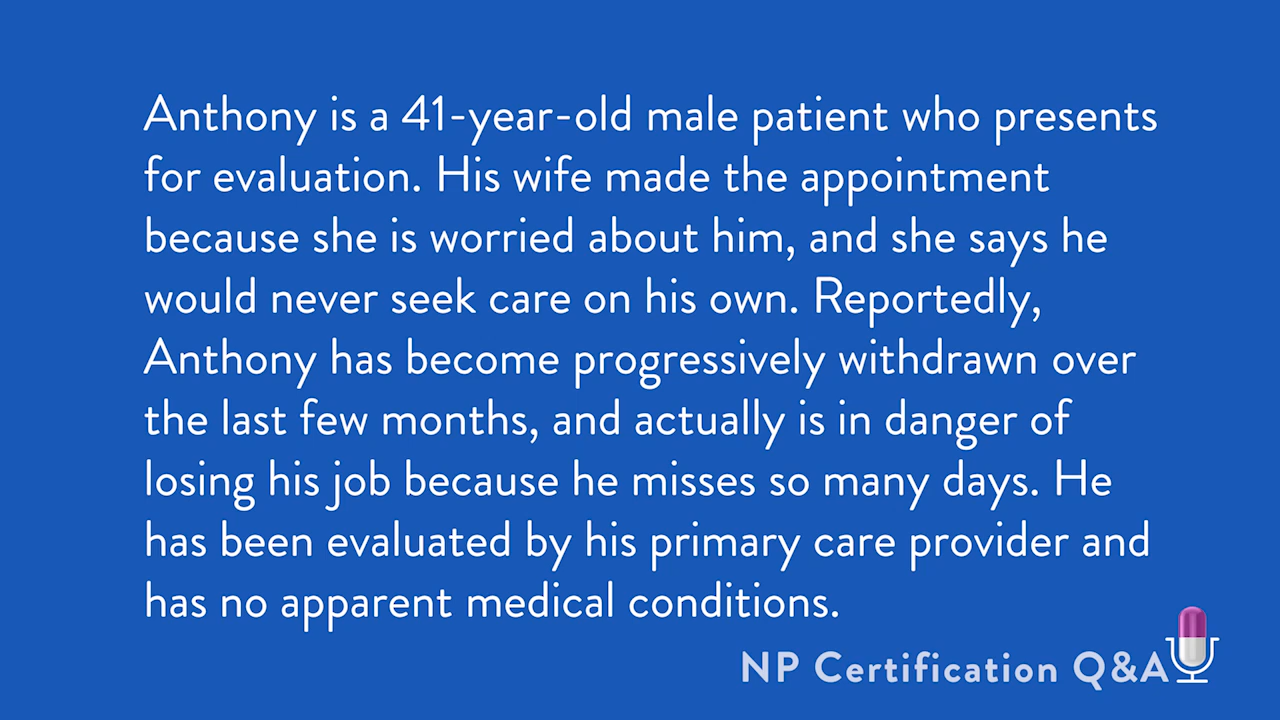 Anthony is a 41-year-old male patient who presents
for evaluation. His wife made the appointment
because she is worried about him, and she says he
would never seek care on his own. Reportedly,
Anthony has become progressively withdrawn over
the last few months, and actually is in danger of
losing his job because he misses so many days. He
has been evaluated by his primary care provider and
has no apparent medical conditions.
NP Certification Q&A